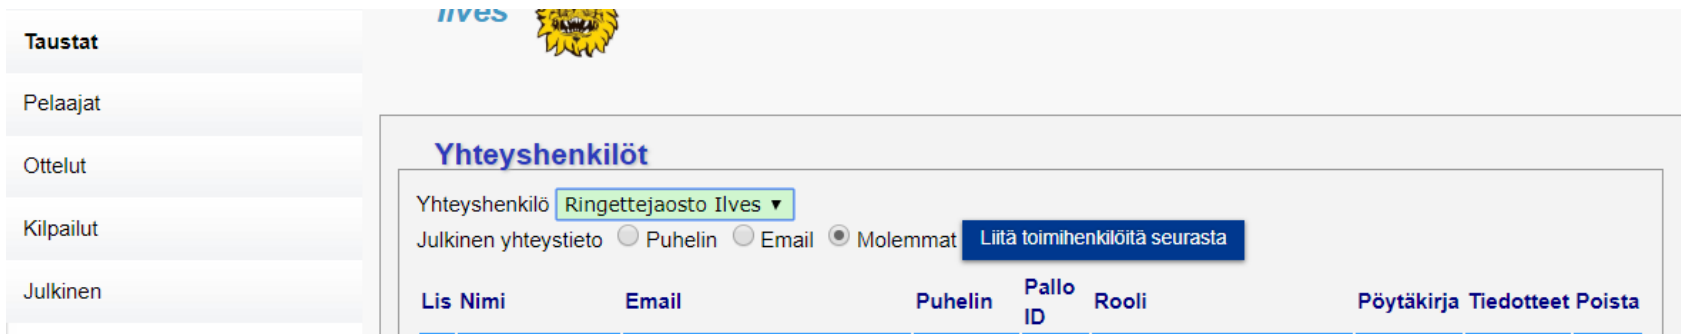 Ilves
Taustat
Pelaajat
Ottelut
Kilpailut
Julkinen
Yhteyshenkilöt
Yhteyshenkilö Ringettejaosto Ilves
Julkinen yhteystieto Puhelin Email Molemmat Liitä toimihenkilöitä seurasta
Lis Nimi Email Puhelin Pallo ID Rooli Pöytäkirja Tiedotteet Poista